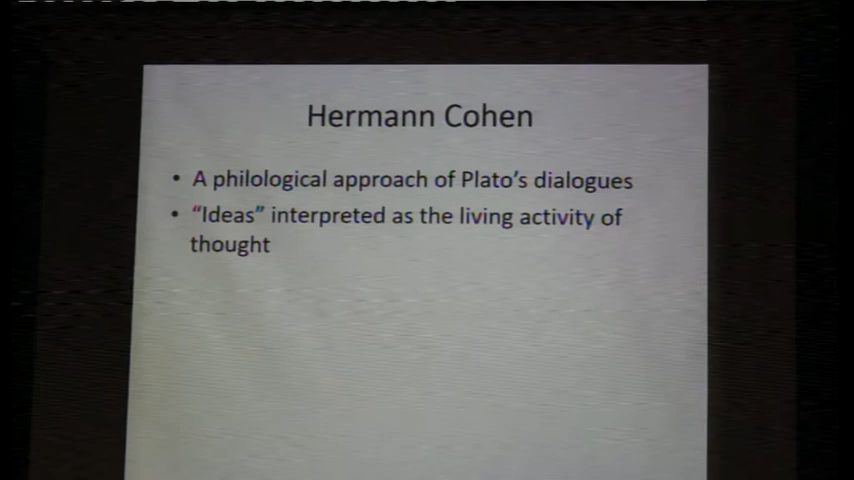 Hermann Cohen
• A philological approach of Plato's dialogues
• “Ideas” interpreted as the living activity of
thought